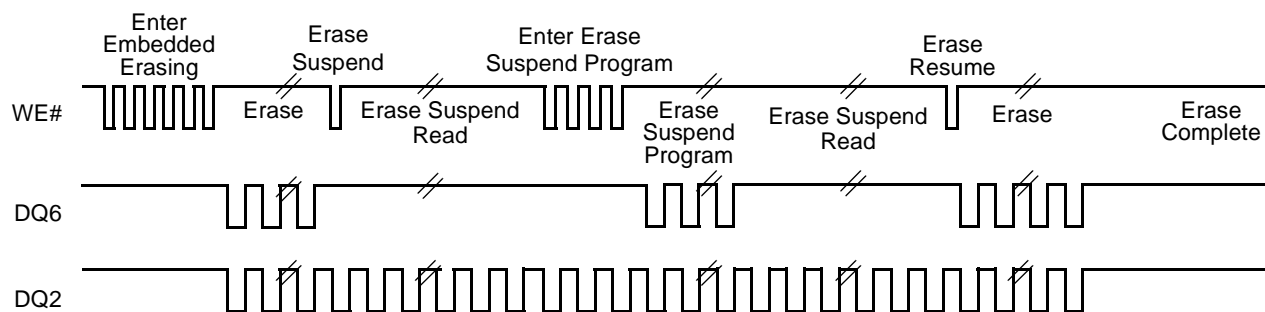 Enter
Embedded
Erasing
Erase
Suspend
Enter Erase
Suspend Program
Erase
Resume
WE#
Erase
Erase Suspend
Read
Erase
Suspend
Program
Erase Suspend
Read
Erase
Erase
Complete
DQ6
DQ2